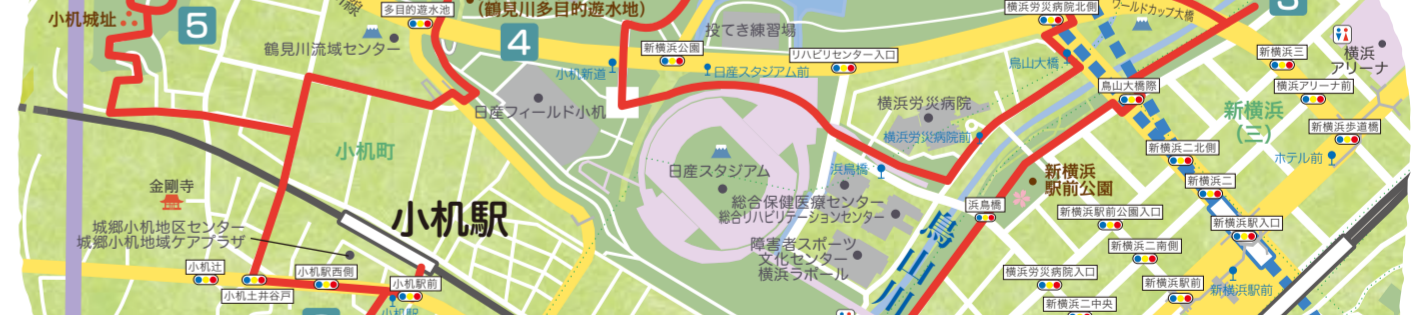 小机城址
5
多目的遊水池
(鶴見川多目的遊水地)
4
鶴見川流域センター
小机新道
新横浜公園
投てき練習場
日産スタジアム前
リハビリセンター入口
横浜労災病院北側
ワールドカップ大橋
鳥山大橋
鳥山大橋際
新横浜三
横浜
アリーナ
横浜アリーナ前
新横浜
(三)
新横浜歩道橋
ホテル前
日産フィールド小机
横浜労災病院
横浜労災病院前
小机町
日産スタジアム
浜鳥橋
新横浜二北側
新横浜二
新横浜
駅前公園
金剛寺
小机駅
総合保健医療センター
総合リハビリテーションセンター
浜鳥橋
新横浜駅前公園入口
新横浜駅入口
城郷小机地区センター
城郷小机地域ケアプラザ
障害者スポーツ
文化センター
横浜ラポール
鳥山川
新横浜二南側
小机辻
小机土井谷戸
小机駅西側
小机駅前
小机駅
横浜労災病院入口
新横浜駅前
新横浜駅前
新横浜二中央